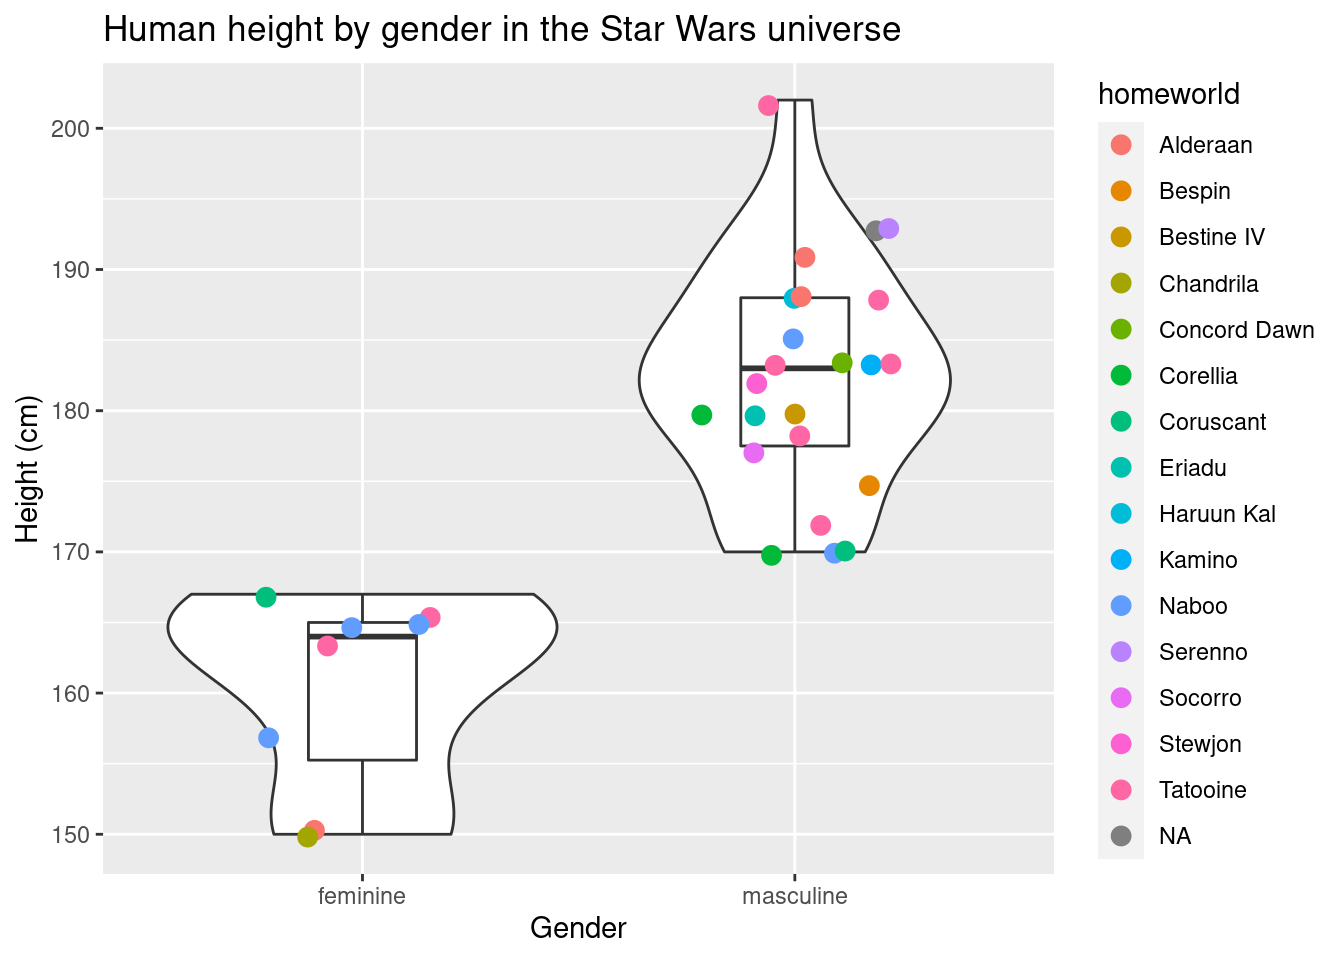 Human height by gender in the Star Wars universe
Height (cm)
200
190
180
170
160
150
feminine
masculine
Gender
homeworld
Alderaan
Bespin
Bestine IV
Chandrila
Concord Dawn
Corellia
Coruscant
Eriadu
Haruun Kal
Kamino
Naboo
Serenno
Socorro
Stewjon
Tatooine
NA